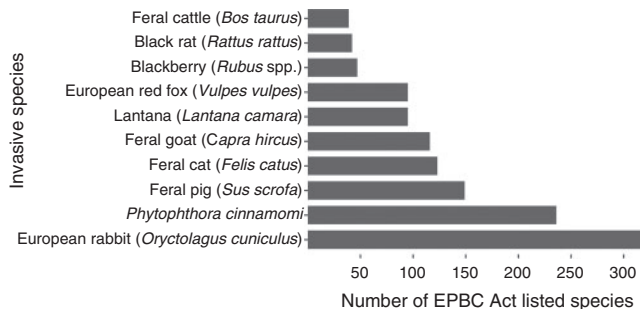 Invasive species
Feral cattle (Bos taurus)
Black rat (Rattus rattus)
Blackberry (Rubus spp.)
European red fox (Vulpes vulpes)
Lantana (Lantana camara)
Feral goat (Capra hircus)
Feral cat (Felis catus)
Feral pig (Sus scrofa)
Phytophthora cinnamomi
European rabbit (Oryctolagus cuniculus)
50 100 150 200 250 300
Number of EPBC Act listed species